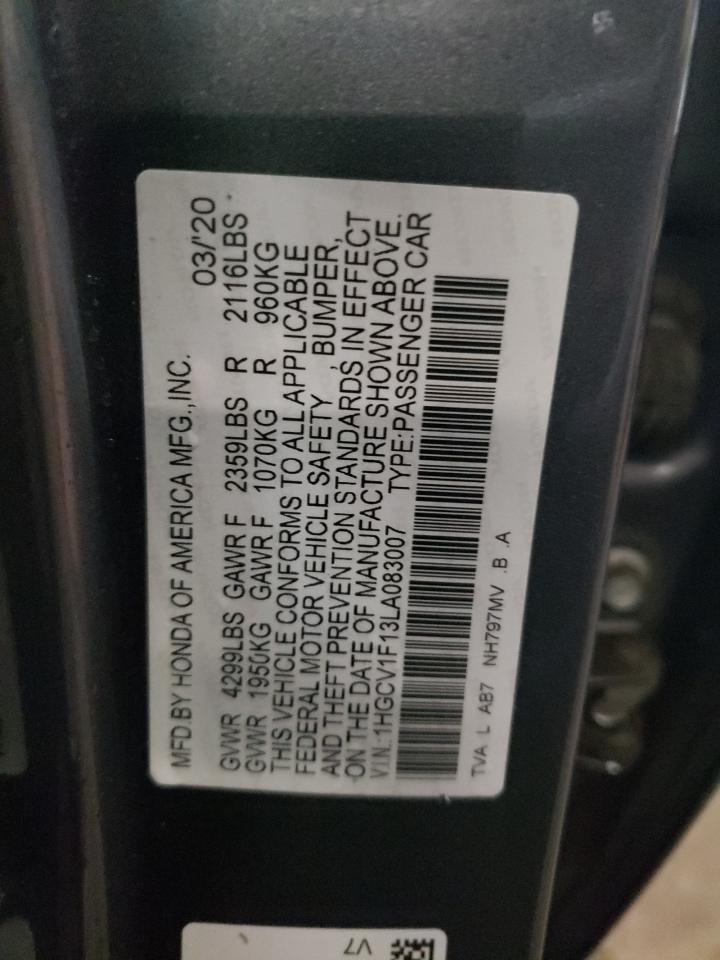 MFD.BY HONDA OF AMERICA MFG.,INC. 03/'20
GVWR 4299LBS GAWR F 2359LBS R 2116LBS
GVWR 1950KG GAWR F 1070KG R 960KG
THIS VEHICLE CONFORMS TO ALL APPLICABLE
FEDERAL MOTOR VEHICLE SAFETY, BUMPER,
AND THEFT PREVENTION STANDARDS IN EFFECT
ON THE DATE OF MANUFACTURE SHOWN ABOVE.
V.I.N.:1HGCV1F13LA083007 TYPE:PASSENGER CAR
TVA L AB7 NH797MV .B .A
V7